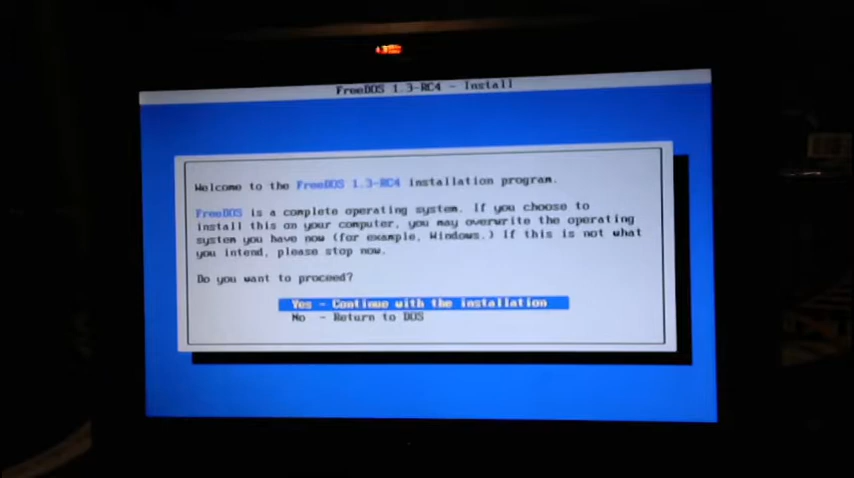 FreeDOS 1.3-RC4 - Install
Welcome to the FreeDOS 1.3-RC4 installation program.
FreeDOS is a complete operating system. If you choose to
install this on your computer, you may overwrite the operating
system you have now (for example, Windows.) If this is not what
you intend, please stop now.
Do you want to proceed?
Yes - Continue with the installation
No - Return to DOS